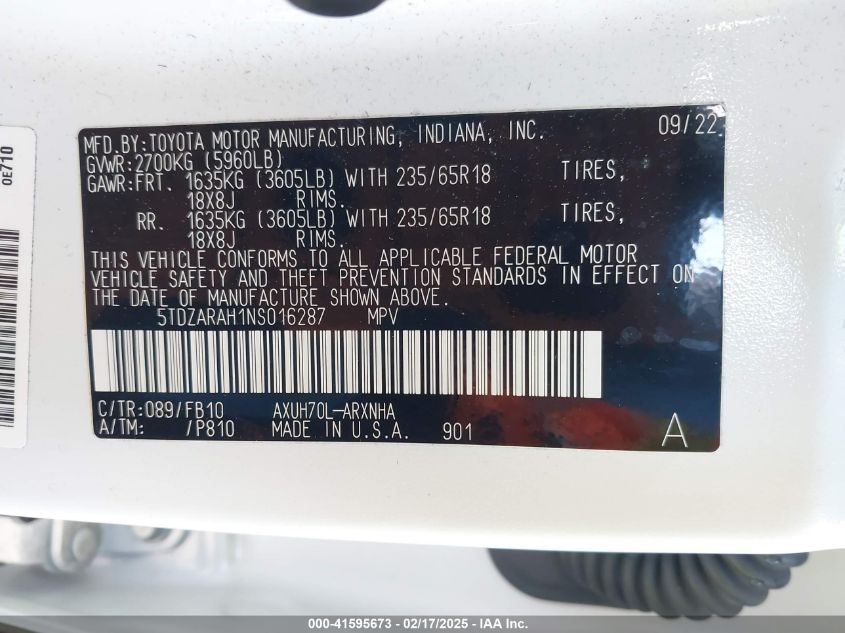 0E710
MFD.BY:TOYOTA MOTOR MANUFACTURING, INDIANA, INC. 09/22
GVWR:2700KG (5960LB)
GAWR:FRT. 1635KG (3605LB) WITH 235/65R18 TIRES,
18X8J RIMS.
RR. 1635KG (3605LB) WITH 235/65R18 TIRES,
18X8J RIMS.
THIS VEHICLE CONFORMS TO ALL APPLICABLE FEDERAL MOTOR
VEHICLE SAFETY AND THEFT PREVENTION STANDARDS IN EFFECT ON
THE DATE OF MANUFACTURE SHOWN ABOVE.
5TDZARAH1NS016287 MPV
C/TR:089/FB10 AXUH70L-ARXNHA
A/TM: /P810 MADE IN U.S.A. 901 A
000-41595673 — 02/17/2025 — IAA Inc.